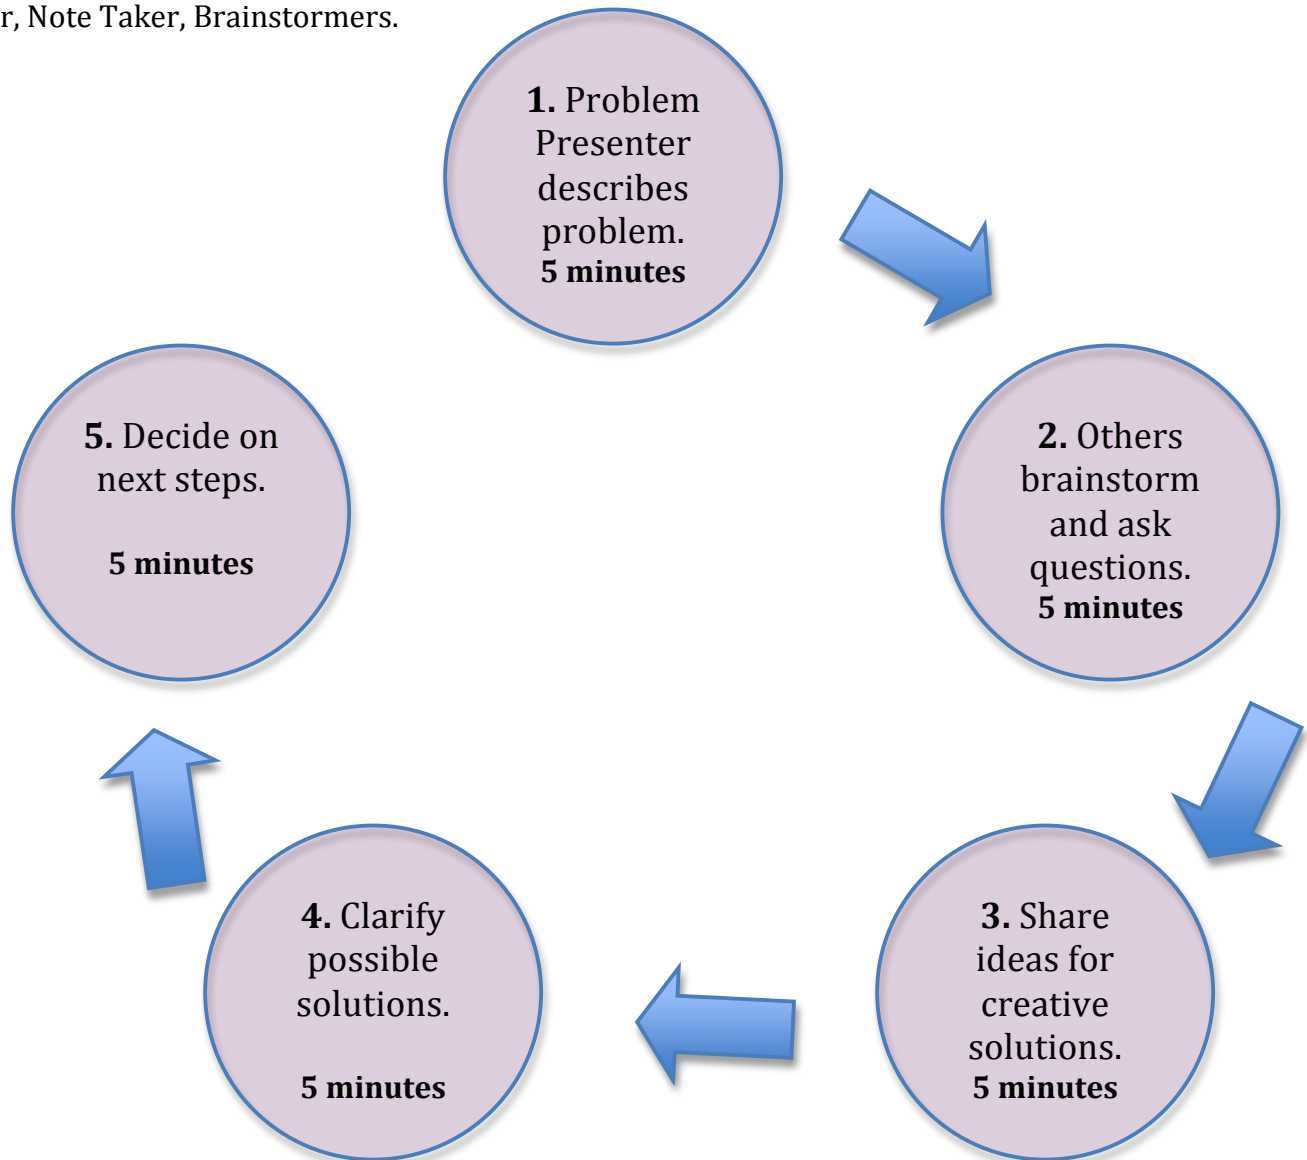 r, Note Taker, Brainstormers.
1. Problem
Presenter
describes
problem.
5 minutes
2. Others
brainstorm
and ask
questions.
5 minutes
3. Share
ideas for
creative
solutions.
5 minutes
4. Clarify
possible
solutions.
5 minutes
5. Decide on
next steps.
5 minutes